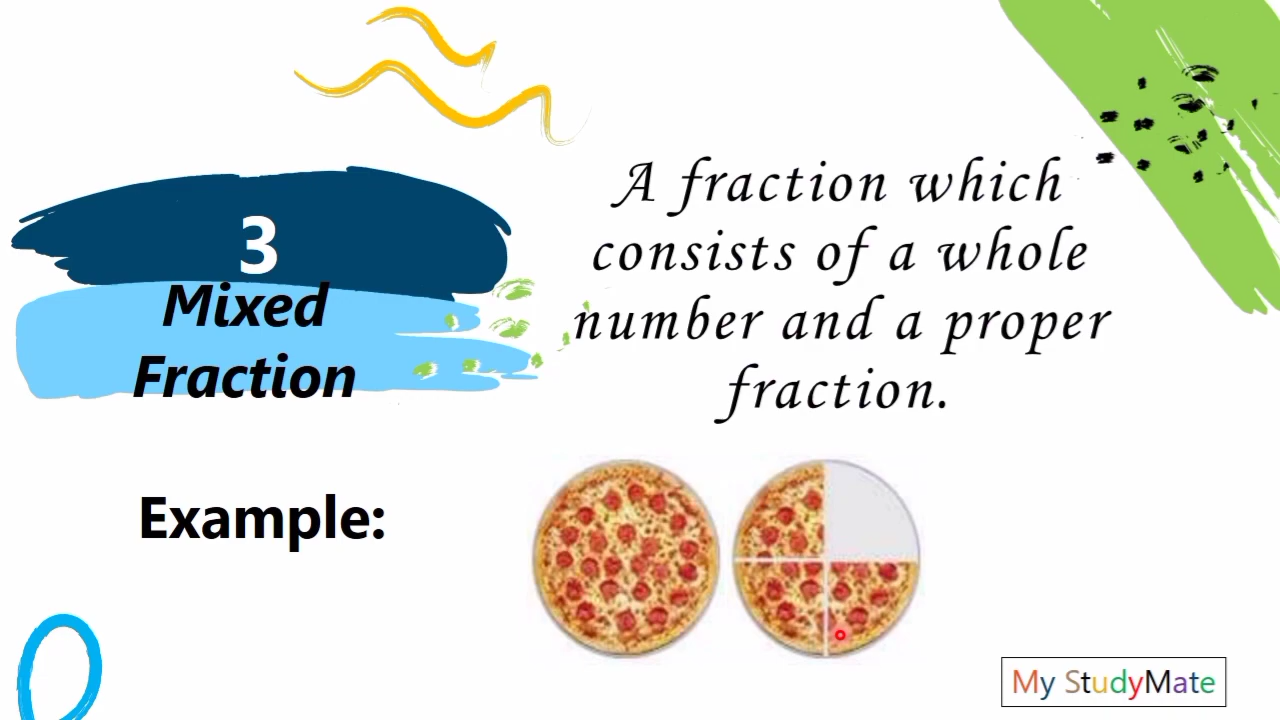 3
Mixed
Fraction
A fraction which
consists of a whole
number and a proper
fraction.
Example:
My StudyMate